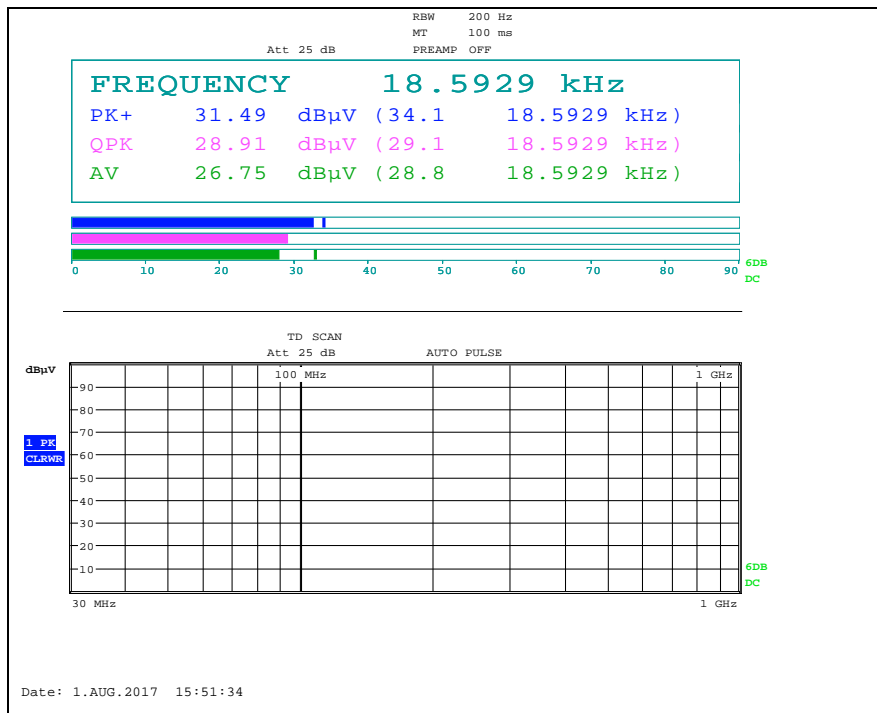 RBW 200 Hz
MT 100 ms
Att 25 dB PREAMP OFF
FREQUENCY 18.5929 kHz
PK+ 31.49 dBµV (34.1 18.5929 kHz)
QPK 28.91 dBµV (29.1 18.5929 kHz)
AV 26.75 dBµV (28.8 18.5929 kHz)
0 10 20 30 40 50 60 70 80 90
6DB
DC
TD SCAN
Att 25 dB AUTO PULSE
dBµV
100 MHz 1 GHz
90
80
70
1 PK
60
CLRWR
50
40
30
20
10
6DB
DC
30 MHz 1 GHz
Date: 1.AUG.2017 15:51:34